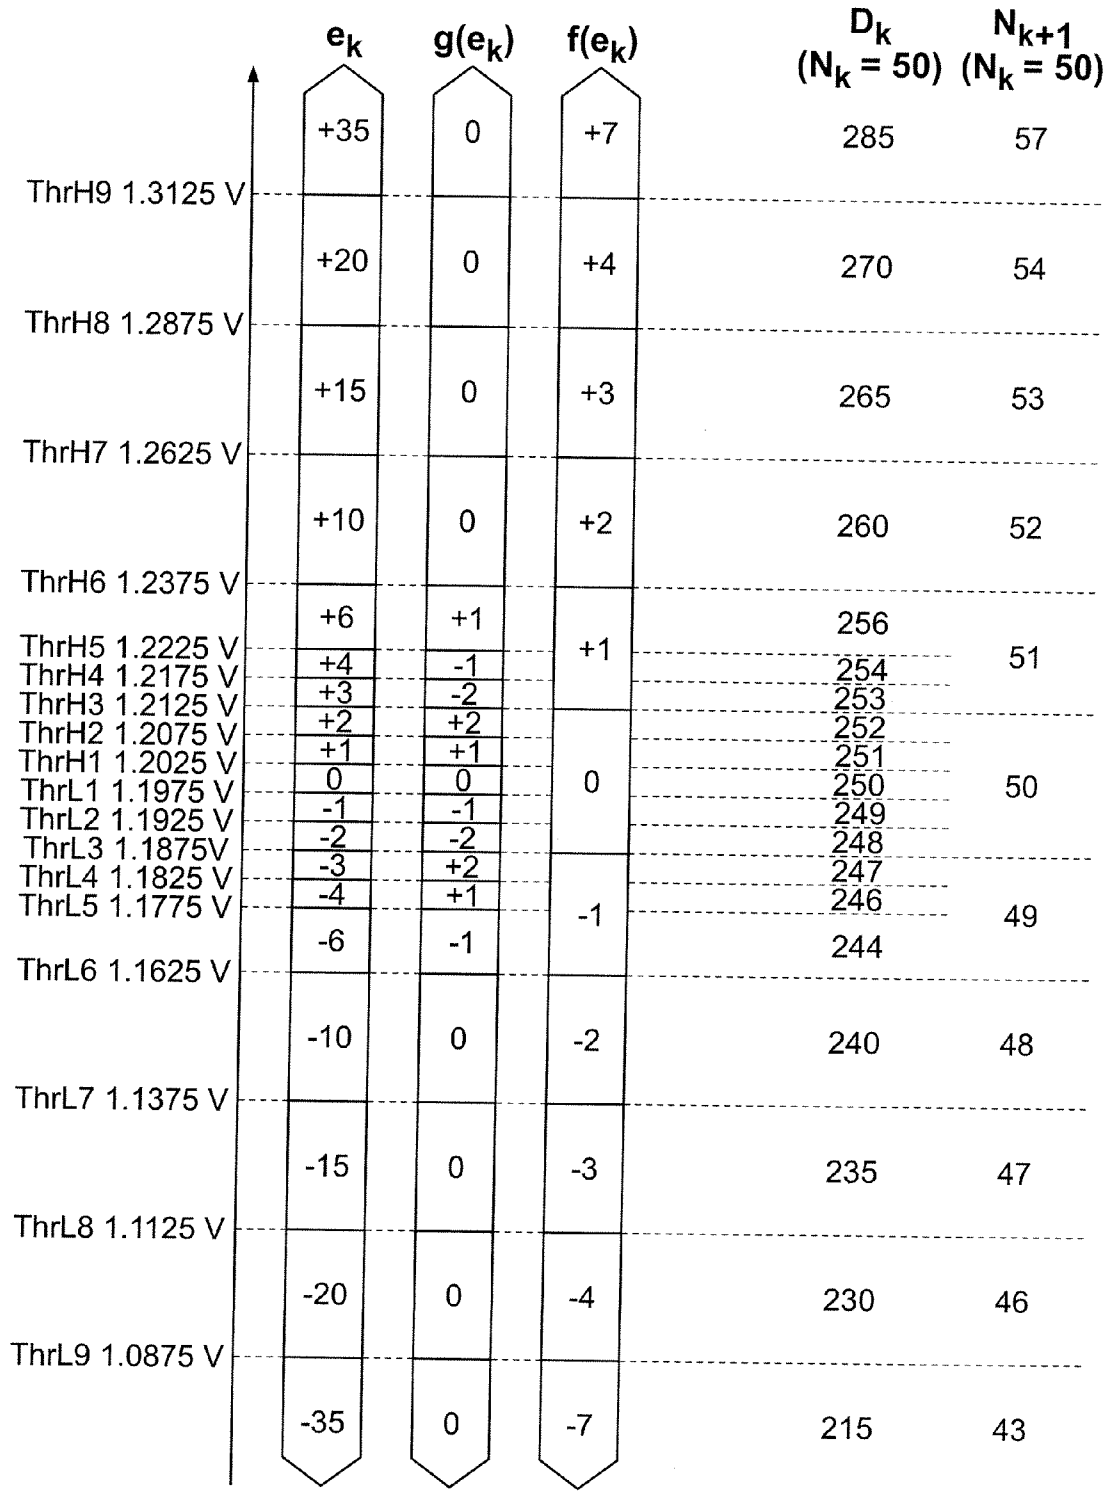 e_k g(e_k) f(e_k) D_k N_k+1
(N_k = 50) (N_k = 50)
+35 0 +7 285 57
ThrH9 1.3125 V
+20 0 +4 270 54
ThrH8 1.2875 V
+15 0 +3 265 53
ThrH7 1.2625 V
+10 0 +2 260 52
ThrH6 1.2375 V
+6 +1 256
ThrH5 1.2225 V
+1 51
+4 -1 254
ThrH4 1.2175 V
+3 -2 253
ThrH3 1.2125 V
+2 +2 252
ThrH2 1.2075 V
+1 +1 251
ThrH1 1.2025 V
0 0 0 250 50
ThrL1 1.1975 V
-1 -1 249
ThrL2 1.1925 V
-2 -2 248
ThrL3 1.1875V
-3 +2 247
ThrL4 1.1825 V
-4 +1 246
ThrL5 1.1775 V
-1 49
-6 -1 244
ThrL6 1.1625 V
-10 0 -2 240 48
ThrL7 1.1375 V
-15 0 -3 235 47
ThrL8 1.1125 V
-20 0 -4 230 46
ThrL9 1.0875 V
-35 0 -7 215 43